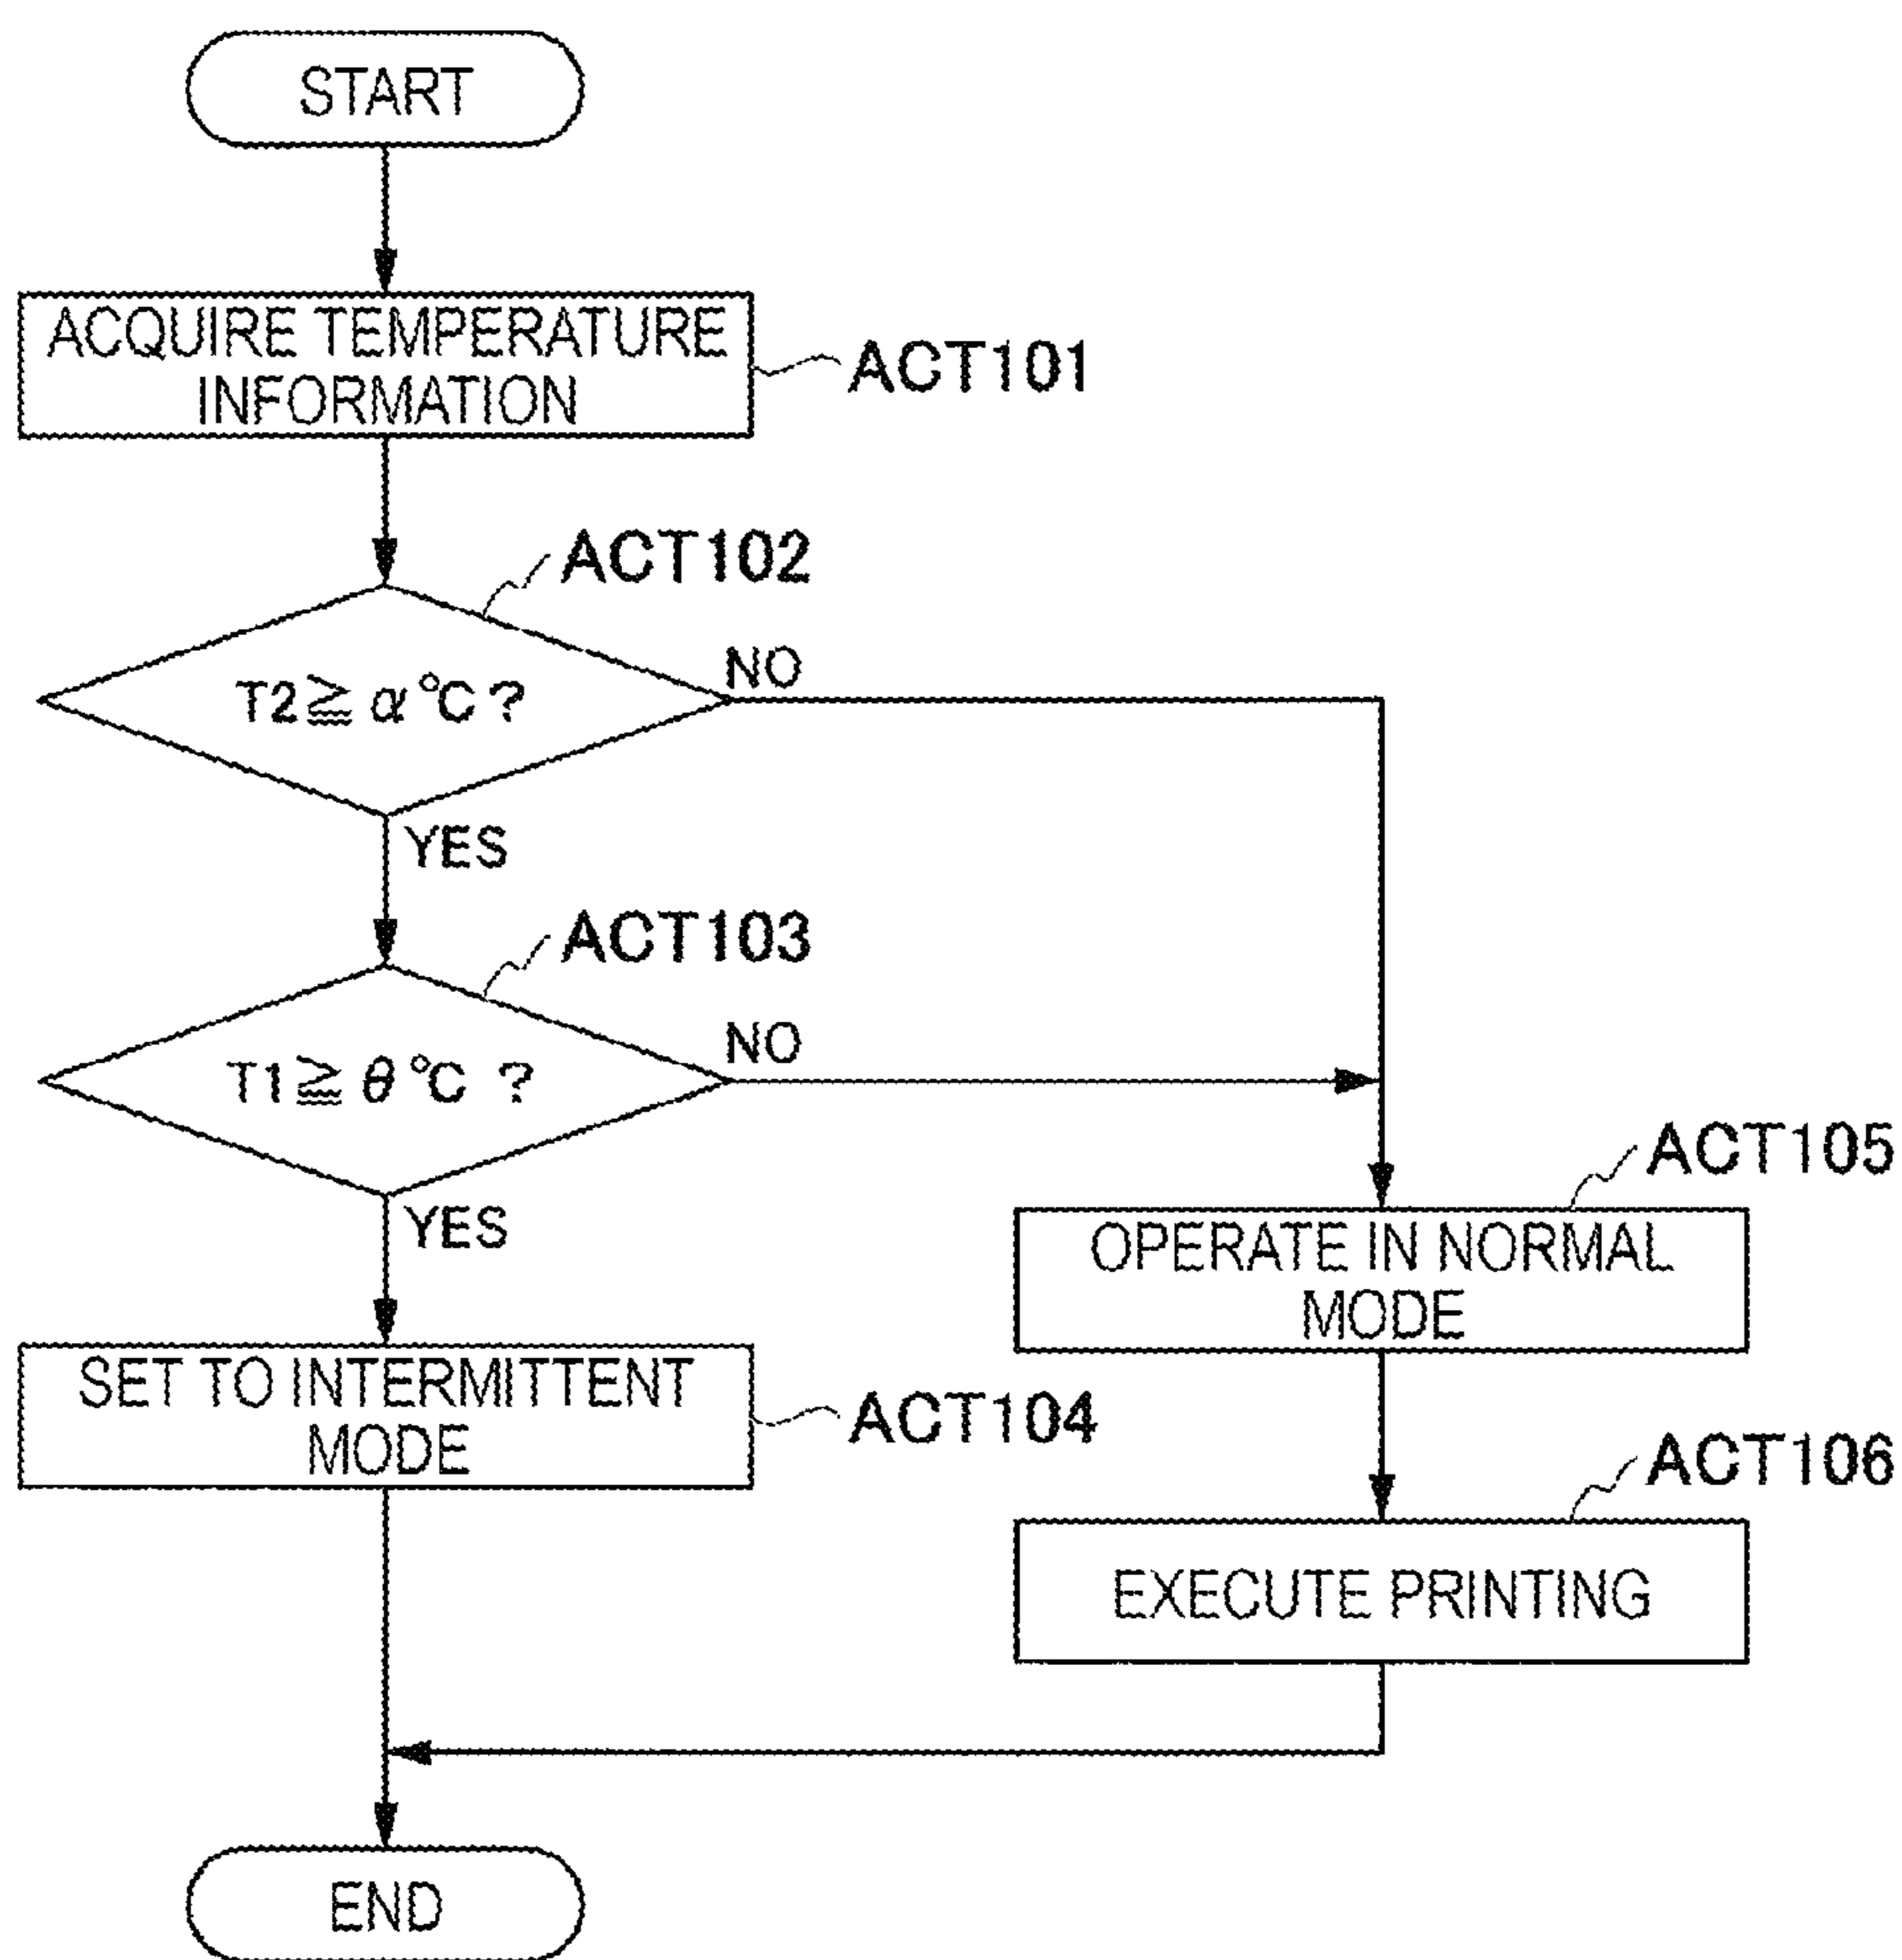 START
ACQUIRE TEMPERATURE
INFORMATION
ACT101
ACT102
T2≧α℃?
NO
YES
ACT103
T1≧θ℃ ?
NO
YES
ACT105
OPERATE IN NORMAL
MODE
SET TO INTERMITTENT
MODE
ACT104
ACT106
EXECUTE PRINTING
END